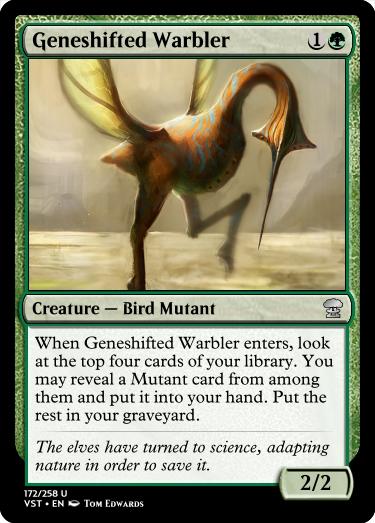 Geneshifted Warbler 1
Creature — Bird Mutant
When Geneshifted Warbler enters, look
at the top four cards of your library. You
may reveal a Mutant card from among
them and put it into your hand. Put the
rest in your graveyard.
The elves have turned to science, adapting
nature in order to save it.
2/2
172/258 U
VST • EN Tom Edwards